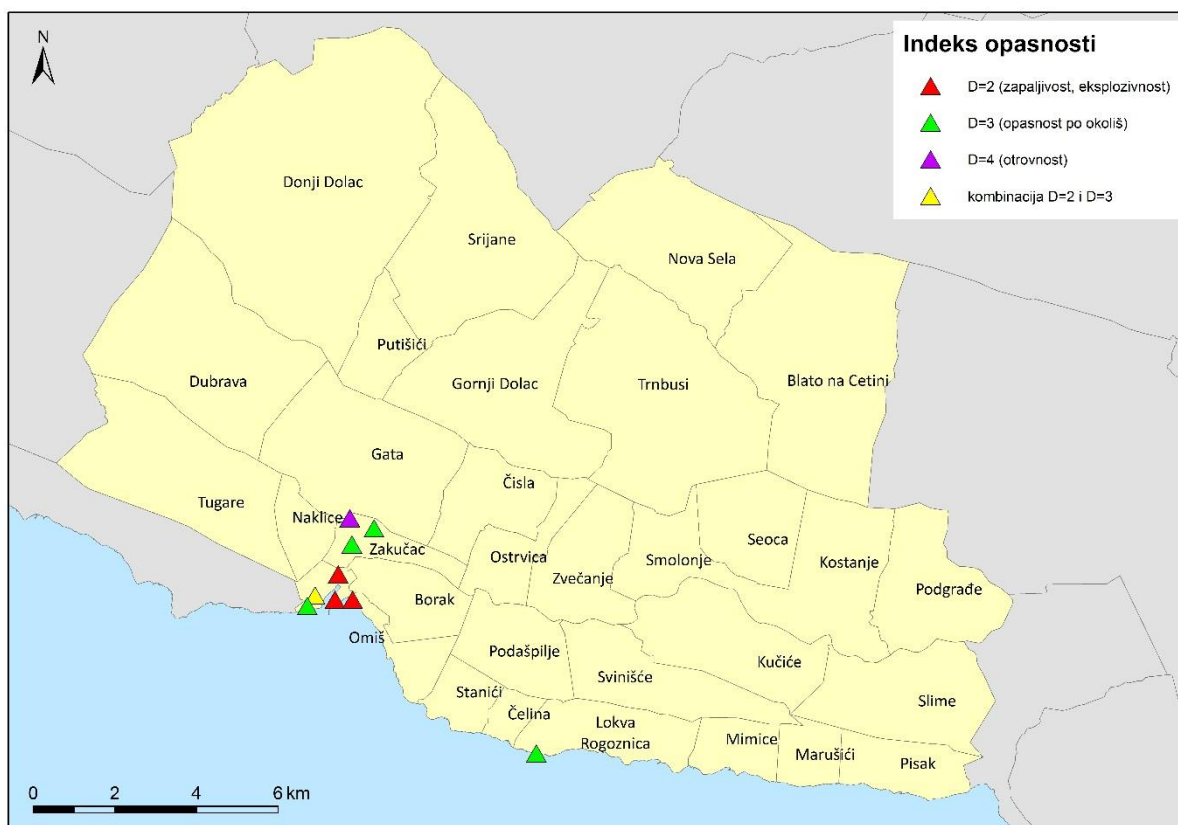 N
Indeks opasnosti
D=2 (zapaljivost, eksplozivnost)
D=3 (opasnost po okoliš)
D=4 (otrovnost)
kombinacija D=2 i D=3
Donji Dolac
Srijane
Nova Sela
Putišići
Dubrava
Gornji Dolac
Trnbusi
Blato na Cetini
Gata
Čisla
Tugare
Naklice
Zakučac
Ostrvica
Zvečanje
Smolonje
Seoca
Kostanje
Podgrađe
Borak
Omiš
Podašpilje
Svinišće
Kučiće
Slime
Stanići
Čelina
Lokva
Rogoznica
Mimice
Marušići
Pisak
0 2 4 6 km